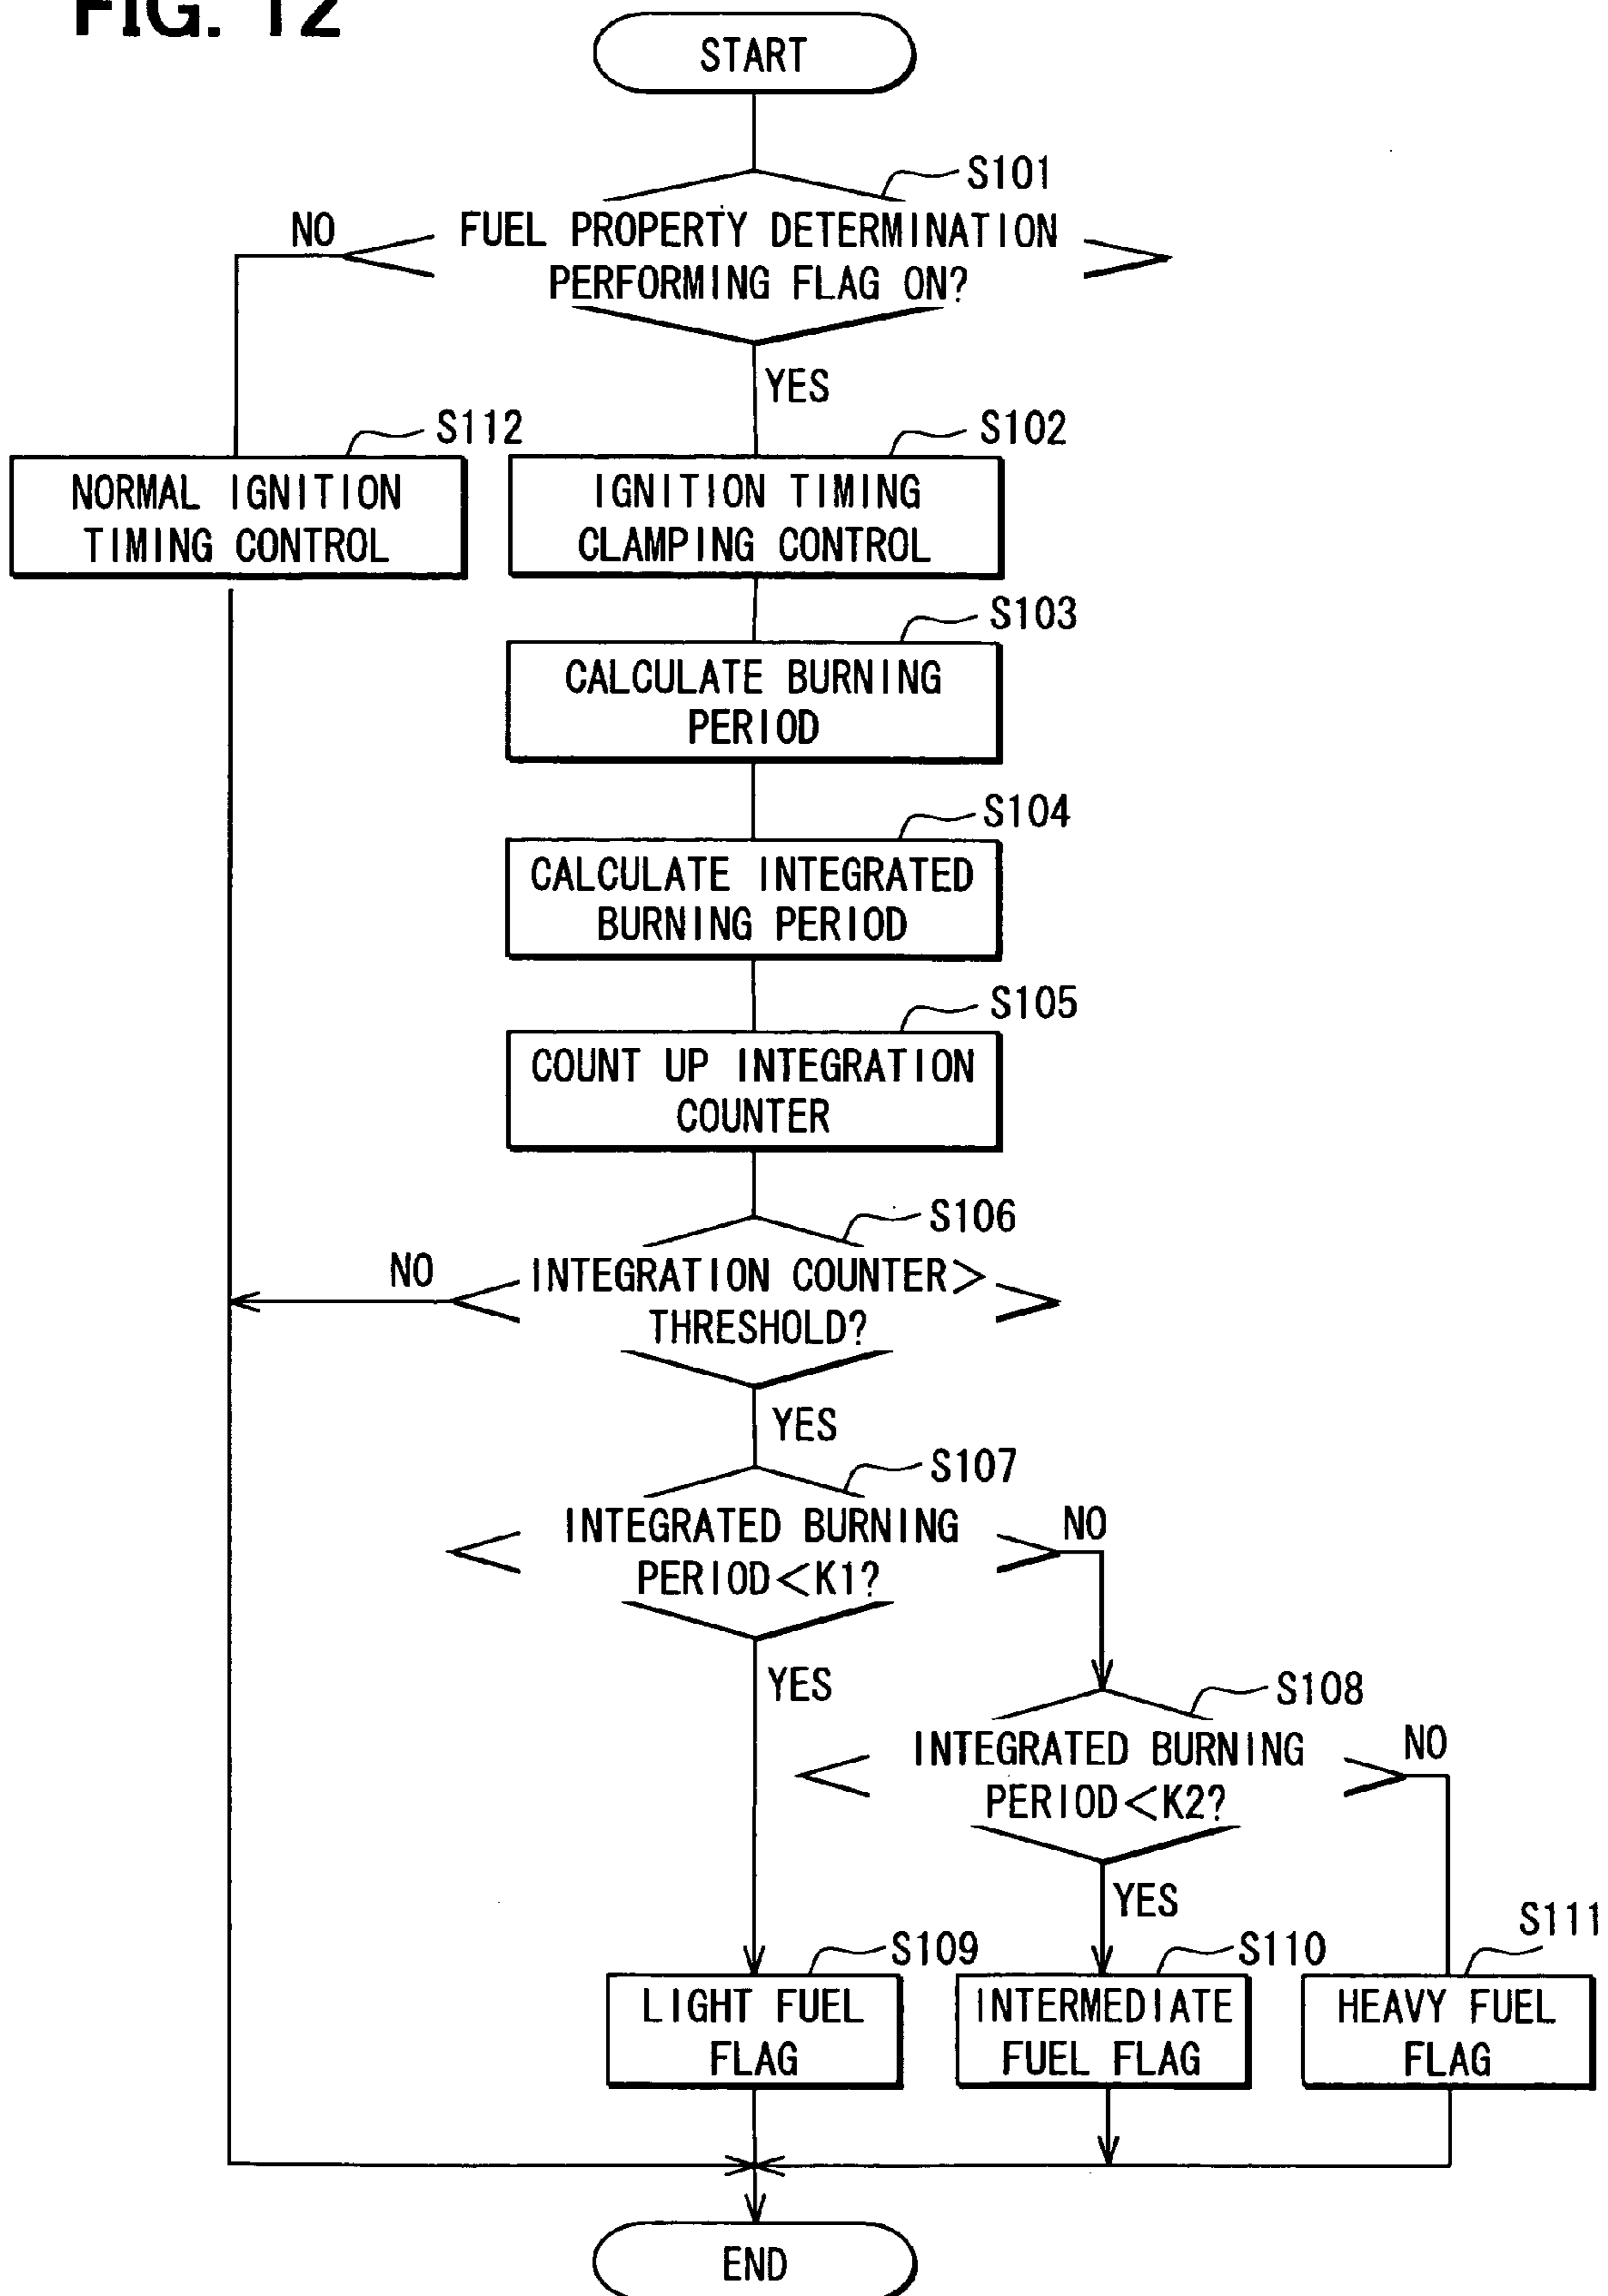 FIG. 12
START
S101
NO
FUEL PROPERTY DETERMINATION
PERFORMING FLAG ON?
YES
S112
S102
NORMAL IGNITION
TIMING CONTROL
IGNITION TIMING
CLAMPING CONTROL
S103
CALCULATE BURNING
PERIOD
S104
CALCULATE INTEGRATED
BURNING PERIOD
S105
COUNT UP INTEGRATION
COUNTER
S106
NO
INTEGRATION COUNTER>
THRESHOLD?
YES
S107
INTEGRATED BURNING
PERIOD<K1?
NO
YES
S108
INTEGRATED BURNING
PERIOD<K2?
NO
YES
S109
S110
S111
LIGHT FUEL
FLAG
INTERMEDIATE
FUEL FLAG
HEAVY FUEL
FLAG
END